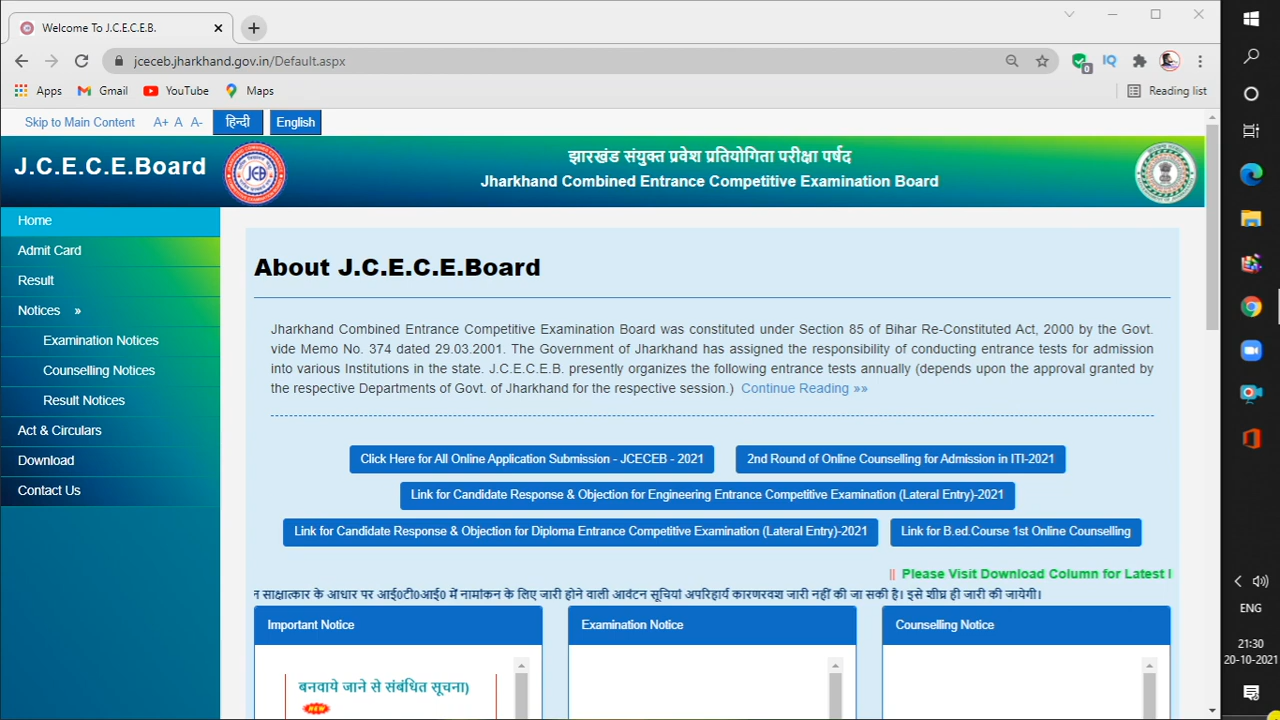 Welcome To J.C.E.C.E.B.
jceceb.jharkhand.gov.in/Default.aspx
0
IQ
Apps
Gmail
YouTube
Maps
Reading list
Skip to Main Content
A+ A A-
हिन्दी
English
J.C.E.C.E.Board
JCEB
झारखंड संयुक्त प्रवेश प्रतियोगिता परीक्षा पर्षद
Jharkhand Combined Entrance Competitive Examination Board
Home
Admit Card
Result
Notices »
Examination Notices
Counselling Notices
Result Notices
Act & Circulars
Download
Contact Us
About J.C.E.C.E.Board
Jharkhand Combined Entrance Competitive Examination Board was constituted under Section 85 of Bihar Re-Constituted Act, 2000 by the Govt.
vide Memo No. 374 dated 29.03.2001. The Government of Jharkhand has assigned the responsibility of conducting entrance tests for admission
into various Institutions in the state. J.C.E.C.E.B. presently organizes the following entrance tests annually (depends upon the approval granted by
the respective Departments of Govt. of Jharkhand for the respective session.) Continue Reading »»
Click Here for All Online Application Submission - JCECEB - 2021
2nd Round of Online Counselling for Admission in ITI-2021
Link for Candidate Response & Objection for Engineering Entrance Competitive Examination (Lateral Entry)-2021
Link for Candidate Response & Objection for Diploma Entrance Competitive Examination (Lateral Entry)-2021
Link for B.ed.Course 1st Online Counselling
|| Please Visit Download Column for Latest
न साक्षात्कार के आधार पर आई0टी0आई0 में नामांकन के लिए जारी होने वाली आवंटन सूचियां अपरिहार्य कारणरवश जारी नहीं की जा सकी है। इसे शीघ्र ही जारी की जायेगी।
Important Notice
Examination Notice
Counselling Notice
बनवाये जाने से संबंधित सूचना)
NEW
ENG
21:30
20-10-2021